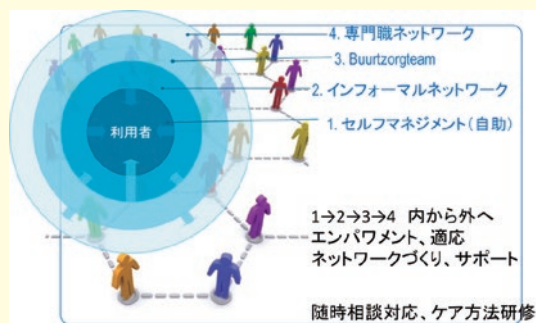 4. 専門職ネットワーク
3. Buurtzorgteam
2. インフォーマルネットワーク
1. セルフマネジメント(自助)
利用者
1→2→3→4 内から外へ
エンパワメント、適応
ネットワークづくり、サポート
随時相談対応、ケア方法研修